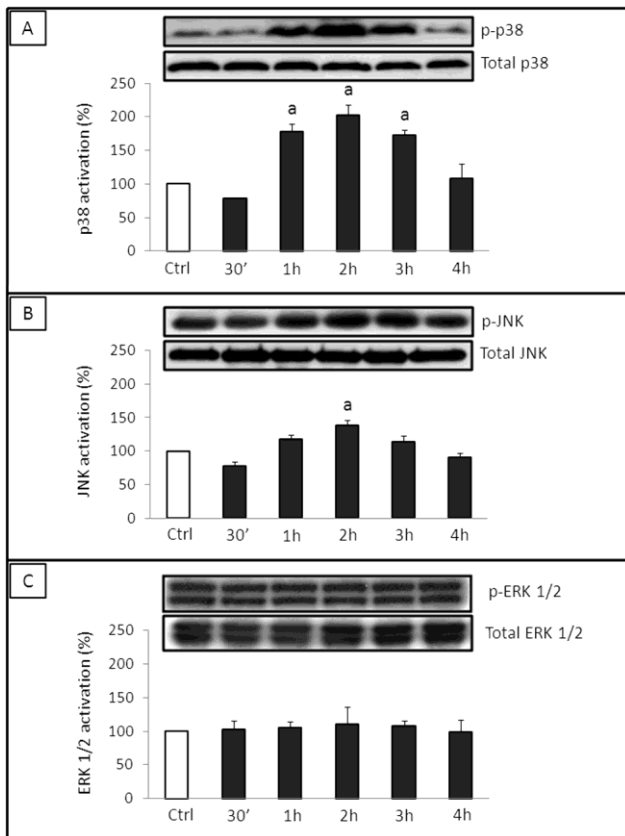 A
p-p38
Total p38
p38 activation (%)
250
200
150
100
50
0
a
a
a
Ctrl 30’ 1h 2h 3h 4h
B
p-JNK
Total JNK
JNK activation (%)
250
200
150
100
50
0
a
Ctrl 30’ 1h 2h 3h 4h
C
p-ERK 1/2
Total ERK 1/2
ERK 1/2 activation (%)
250
200
150
100
50
0
Ctrl 30’ 1h 2h 3h 4h